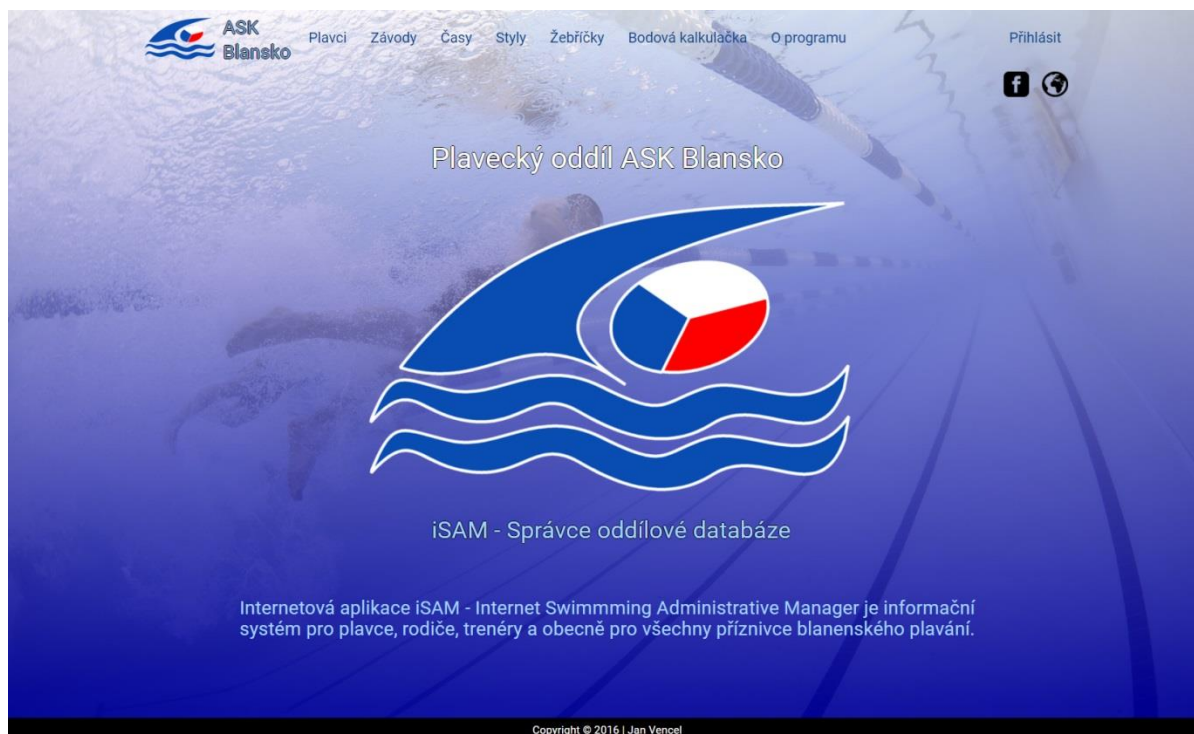 ASK
Blansko
Plavci Závody Časy Styly Žebříčky Bodová kalkulačka O programu Přihlásit
Plavecký oddíl ASK Blansko
iSAM - Správce oddílové databáze
Internetová aplikace iSAM - Internet Swimmming Administrative Manager je informační
systém pro plavce, rodiče, trenéry a obecně pro všechny příznivce blanenského plavání.
Copyright © 2016 | Jan Vencel